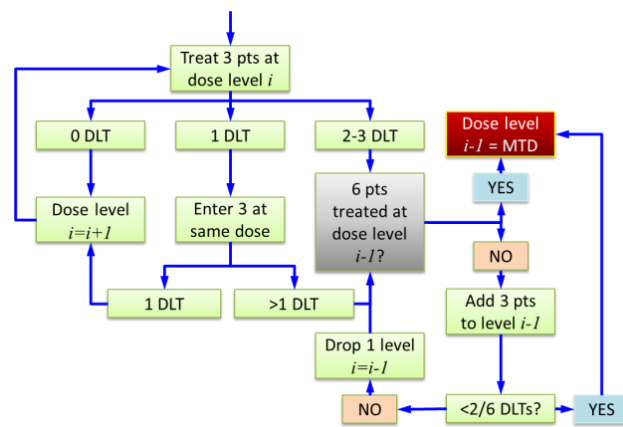 Treat 3 pts at
dose level i
0 DLT
1 DLT
2-3 DLT
Dose level
i-1 = MTD
YES
Dose level
i=i+1
Enter 3 at
same dose
6 pts
treated at
dose level
i-1?
NO
1 DLT
>1 DLT
Add 3 pts
to level i-1
Drop 1 level
i=i-1
NO
<2/6 DLTs?
YES